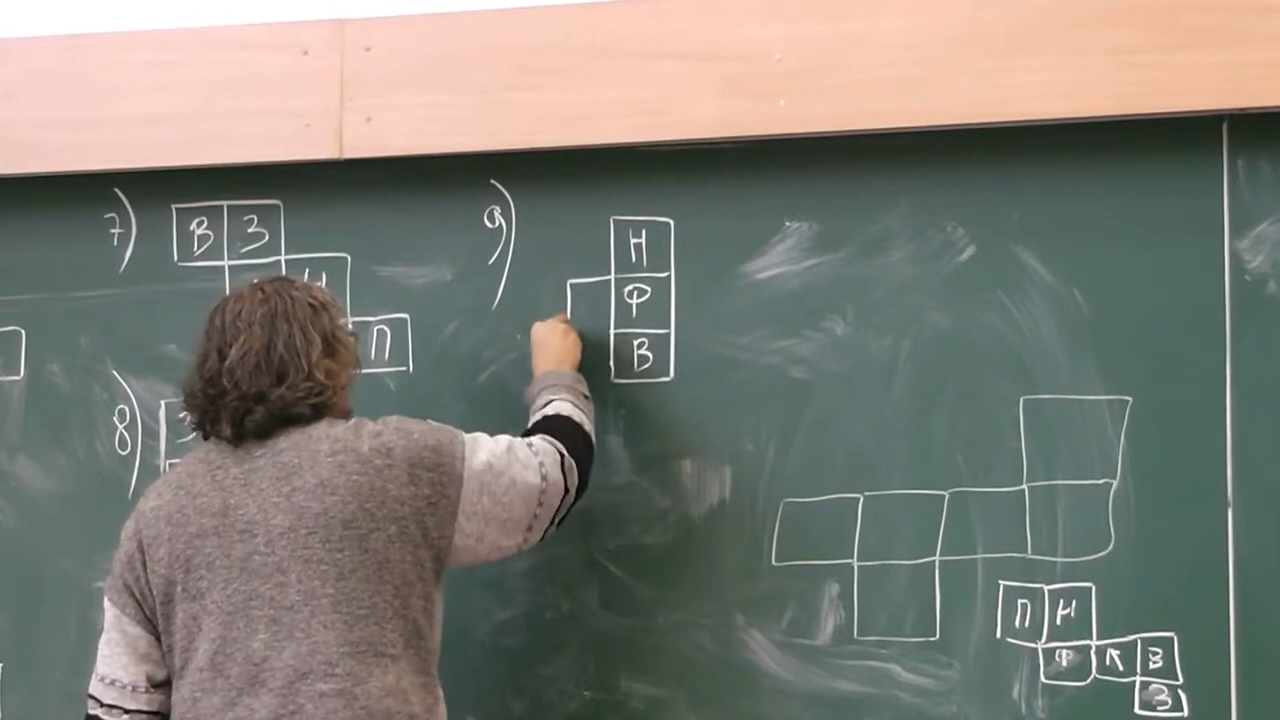 7)
В З
П
8)
9)
Н
Ф
В
П Н
Ф Л В
З